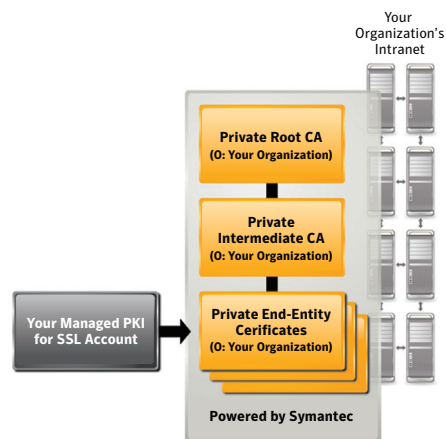 Your
Organization's
Intranet
Private Root CA
(O: Your Organization)
Private
Intermediate CA
(O: Your Organization)
Your Managed PKI
for SSL Account
Private End-Entity
Cerificates
(O: Your Organization)
Powered by Symantec